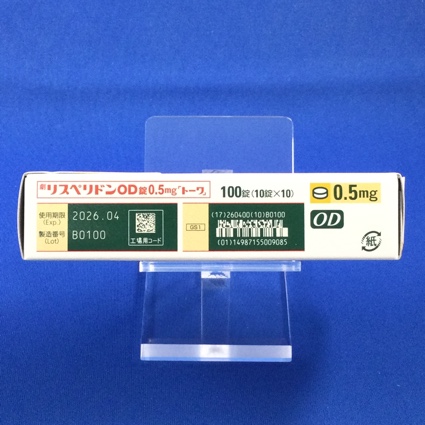 リスペリドンOD錠0.5mg「トーワ」
100錠(10錠×10)
0.5mg
使用期限
(Exp.)
2026.04
製造番号
(Lot)
B0100
工場用コード
GS1
(17)260400(10)B0100
(01)14987155009085
OD
紙